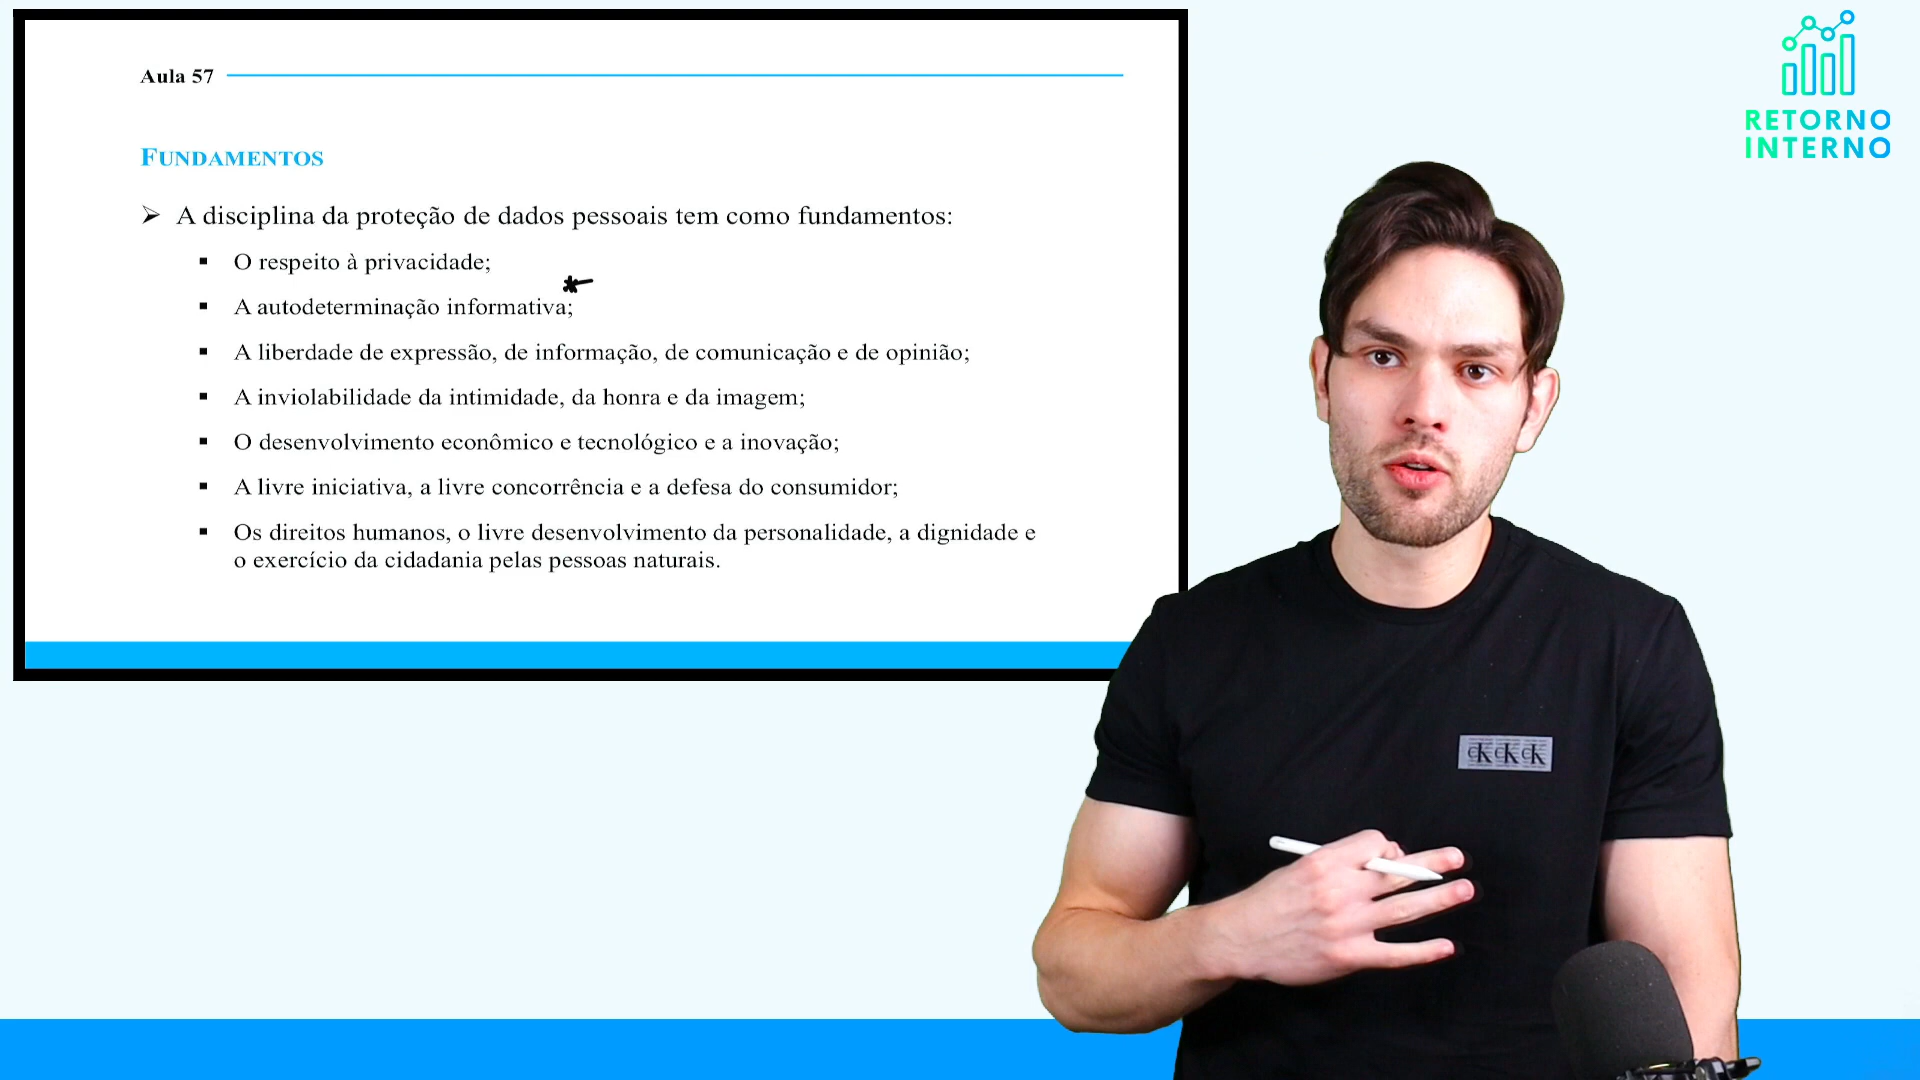 Aula 57
FUNDAMENTOS
A disciplina da proteção de dados pessoais tem como fundamentos:
O respeito à privacidade;
A autodeterminação informativa;
A liberdade de expressão, de informação, de comunicação e de opinião;
A inviolabilidade da intimidade, da honra e da imagem;
O desenvolvimento econômico e tecnológico e a inovação;
A livre iniciativa, a livre concorrência e a defesa do consumidor;
Os direitos humanos, o livre desenvolvimento da personalidade, a dignidade e
o exercício da cidadania pelas pessoas naturais.
RETORNO
INTERNO
cK cK cK